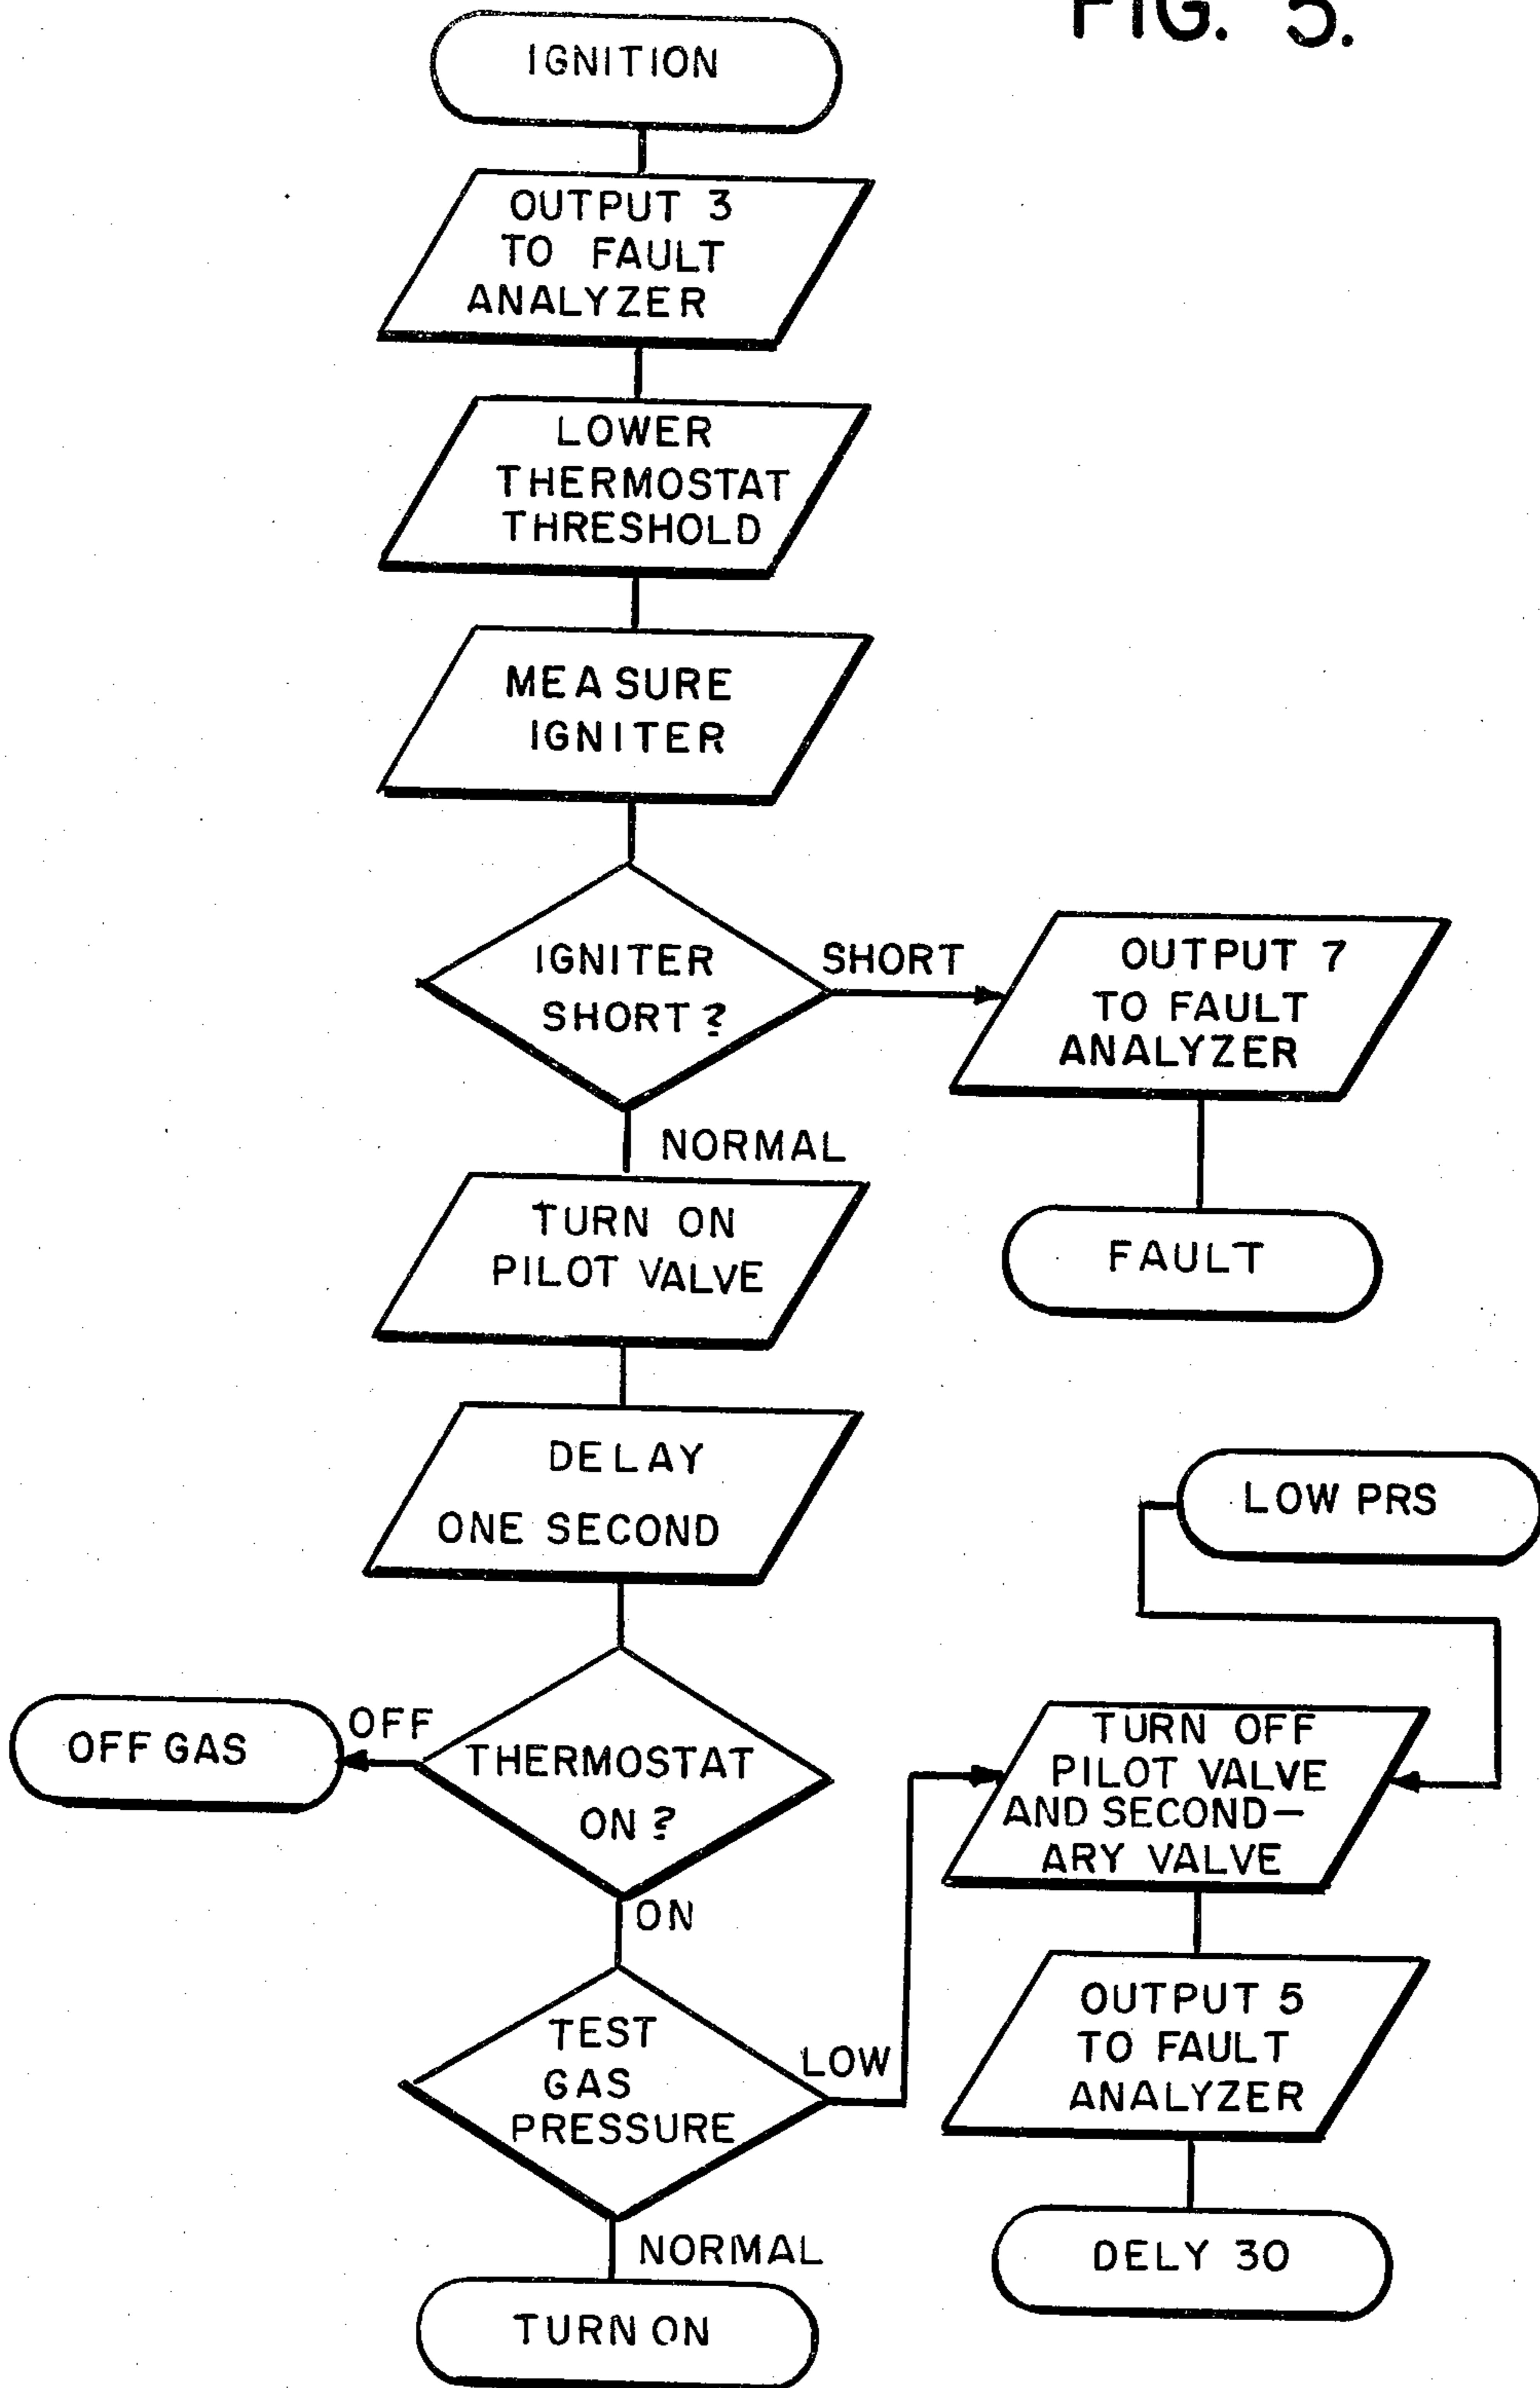 FIG. 5.
IGNITION
OUTPUT 3
TO FAULT
ANALYZER
LOWER
THERMOSTAT
THRESHOLD
MEASURE
IGNITER
IGNITER
SHORT?
SHORT
OUTPUT 7
TO FAULT
ANALYZER
FAULT
NORMAL
TURN ON
PILOT VALVE
DELAY
ONE SECOND
THERMOSTAT
ON?
OFF
OFF GAS
ON
TEST
GAS
PRESSURE
LOW
LOW PRS
TURN OFF
PILOT VALVE
AND SECOND-
ARY VALVE
OUTPUT 5
TO FAULT
ANALYZER
DELY 30
NORMAL
TURN ON